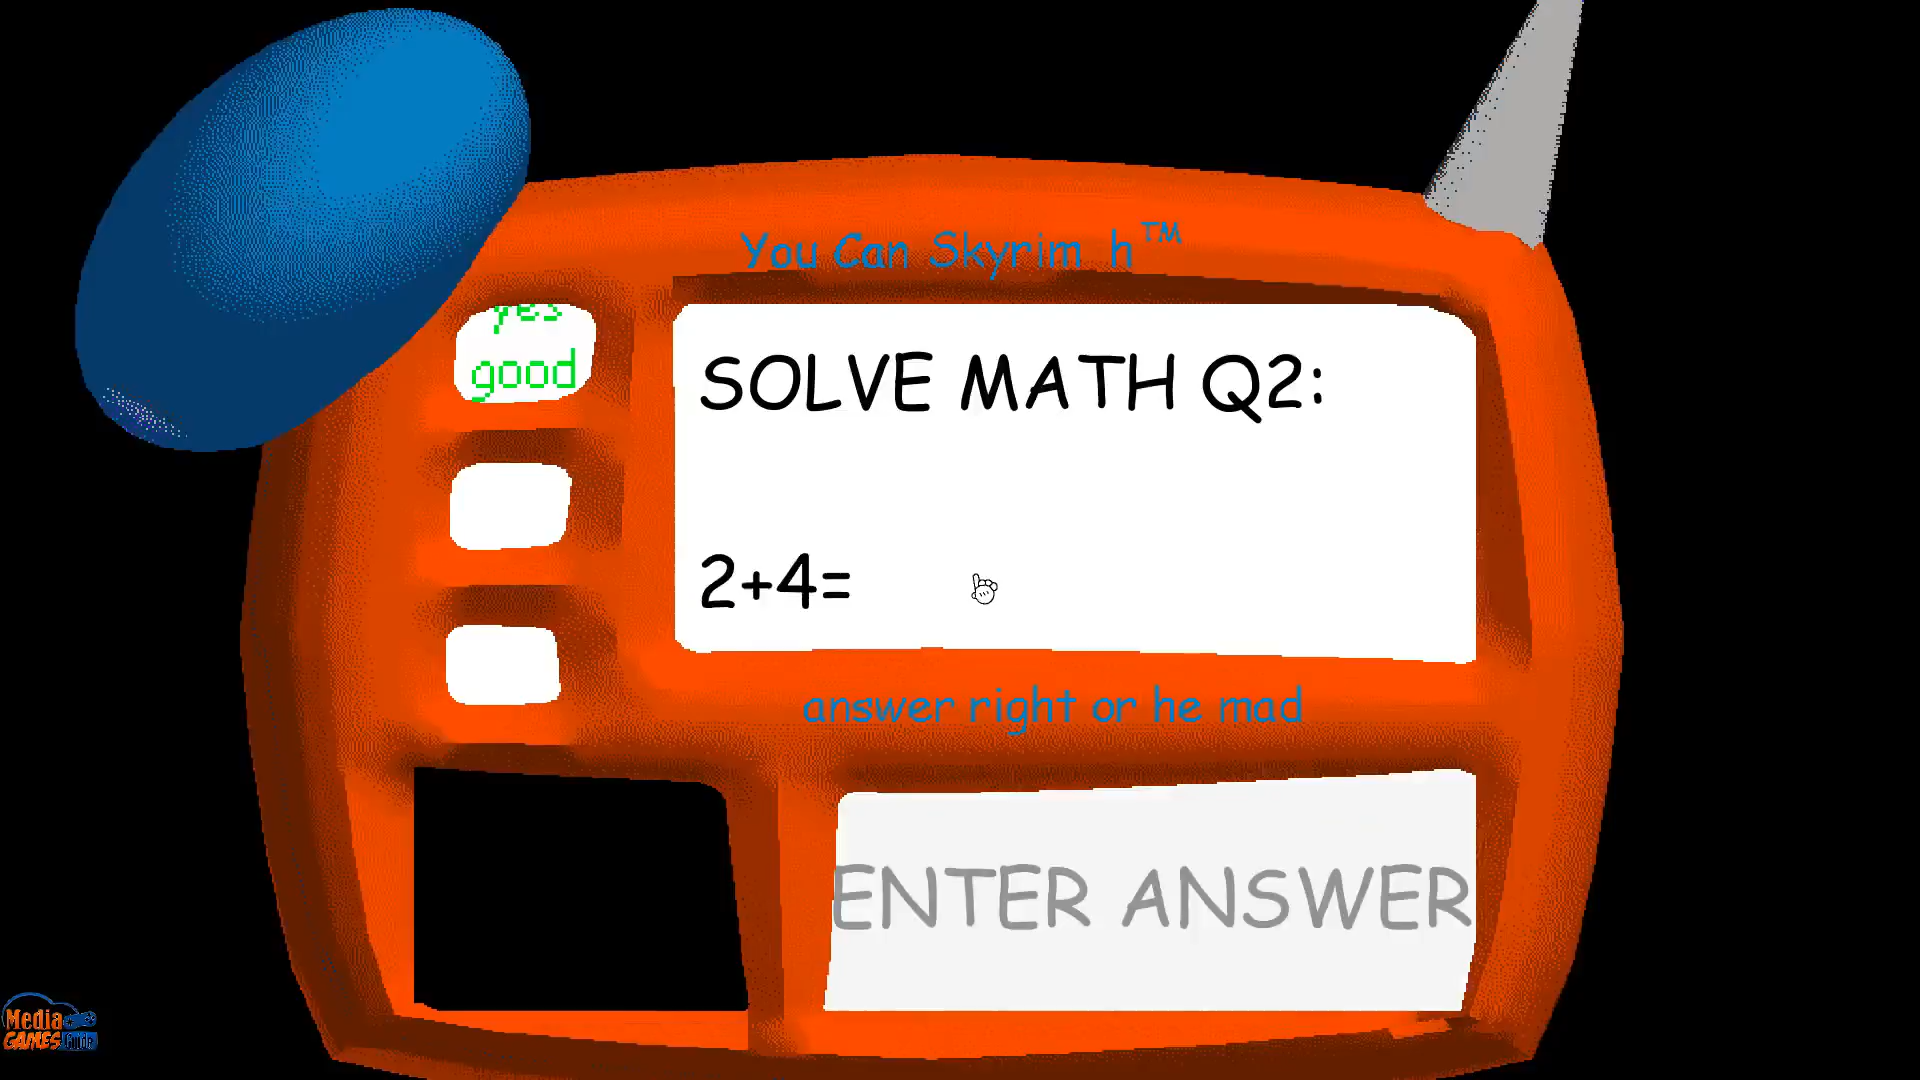 You Can Skyrim h™
yes
good
SOLVE MATH Q2:
2+4=
answer right or he mad
ENTER ANSWER
Media
GAMES